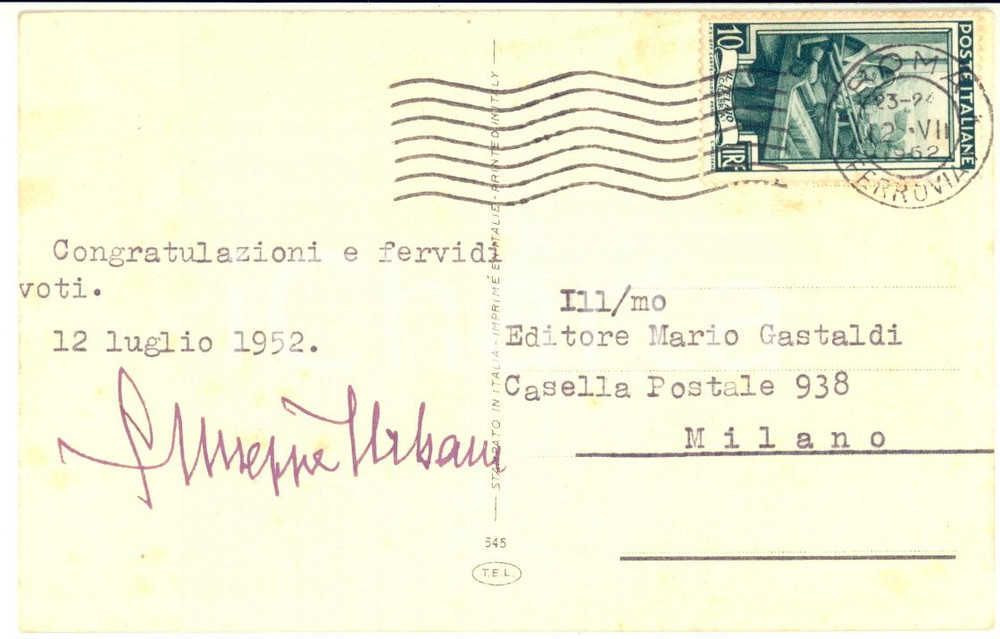 10
LIRE
POSTE ITALIANE
ROMA
23-24
12 VII
1952
FERROVIA
Congratulazioni e fervidi
voti.
12 luglio 1952.
Giuseppe Urbani
STAMPATO IN ITALIA - IMPRIMÉ EN ITALIE - PRINTED IN ITALY
545
T.E.L.
Ill/mo
Editore Mario Gastaldi
Casella Postale 938
Milano